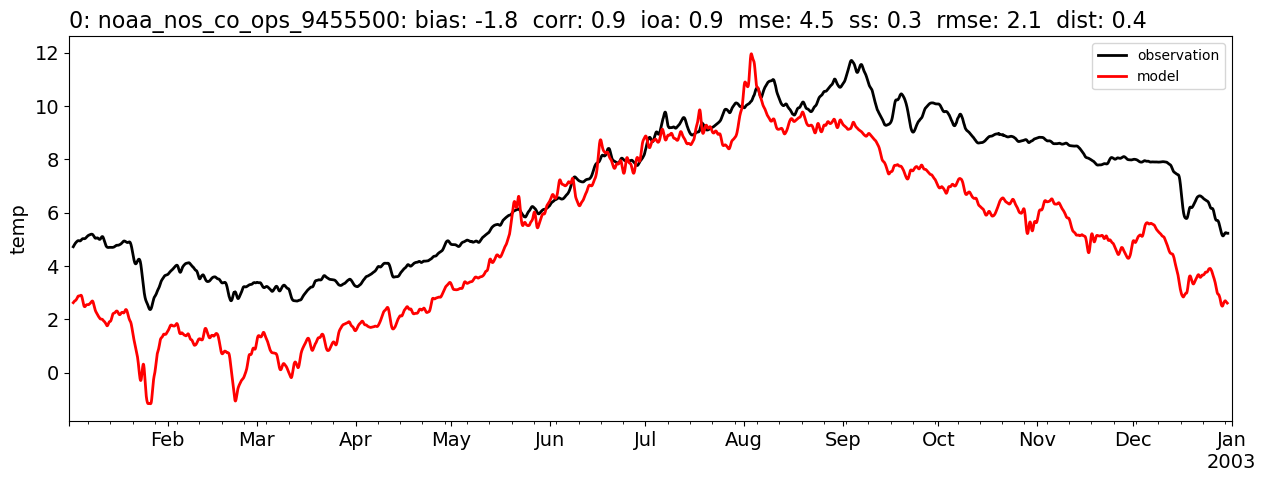 0: noaa_nos_co_ops_9455500: bias: -1.8  corr: 0.9  ioa: 0.9  mse: 4.5  ss: 0.3  rmse: 2.1  dist: 0.4
observation
model
temp
12
10
8
6
4
2
0
Feb Mar Apr May Jun Jul Aug Sep Oct Nov Dec Jan
2003